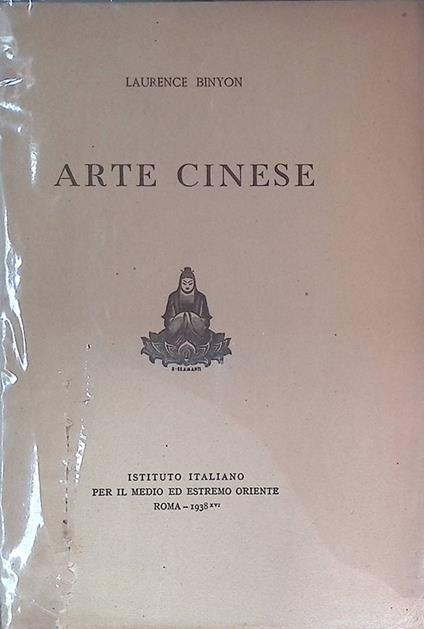 LAURENCE BINYON
ARTE CINESE
ISTITUTO ITALIANO
PER IL MEDIO ED ESTREMO ORIENTE
ROMA – 1938 XVI